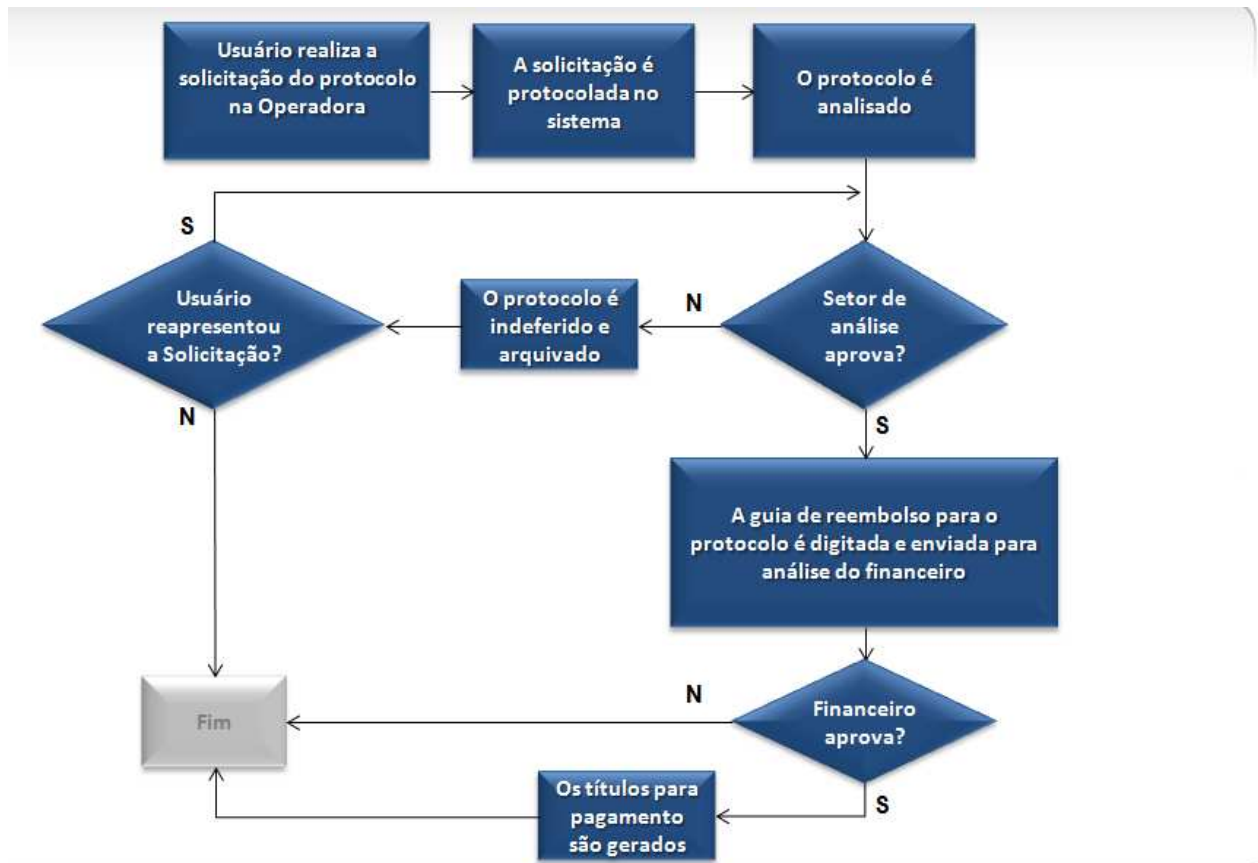 Usuário realiza a
solicitação do protocolo
na Operadora
A solicitação é
protocolada no
sistema
O protocolo é
analisado
S
Usuário
reapresentou
a Solicitação?
N
O protocolo é
indeferido e
arquivado
N
Setor de
análise
aprova?
S
A guia de reembolso para o
protocolo é digitada e enviada para
análise do financeiro
Fim
N
Financeiro
aprova?
S
Os títulos para
pagamento
são gerados